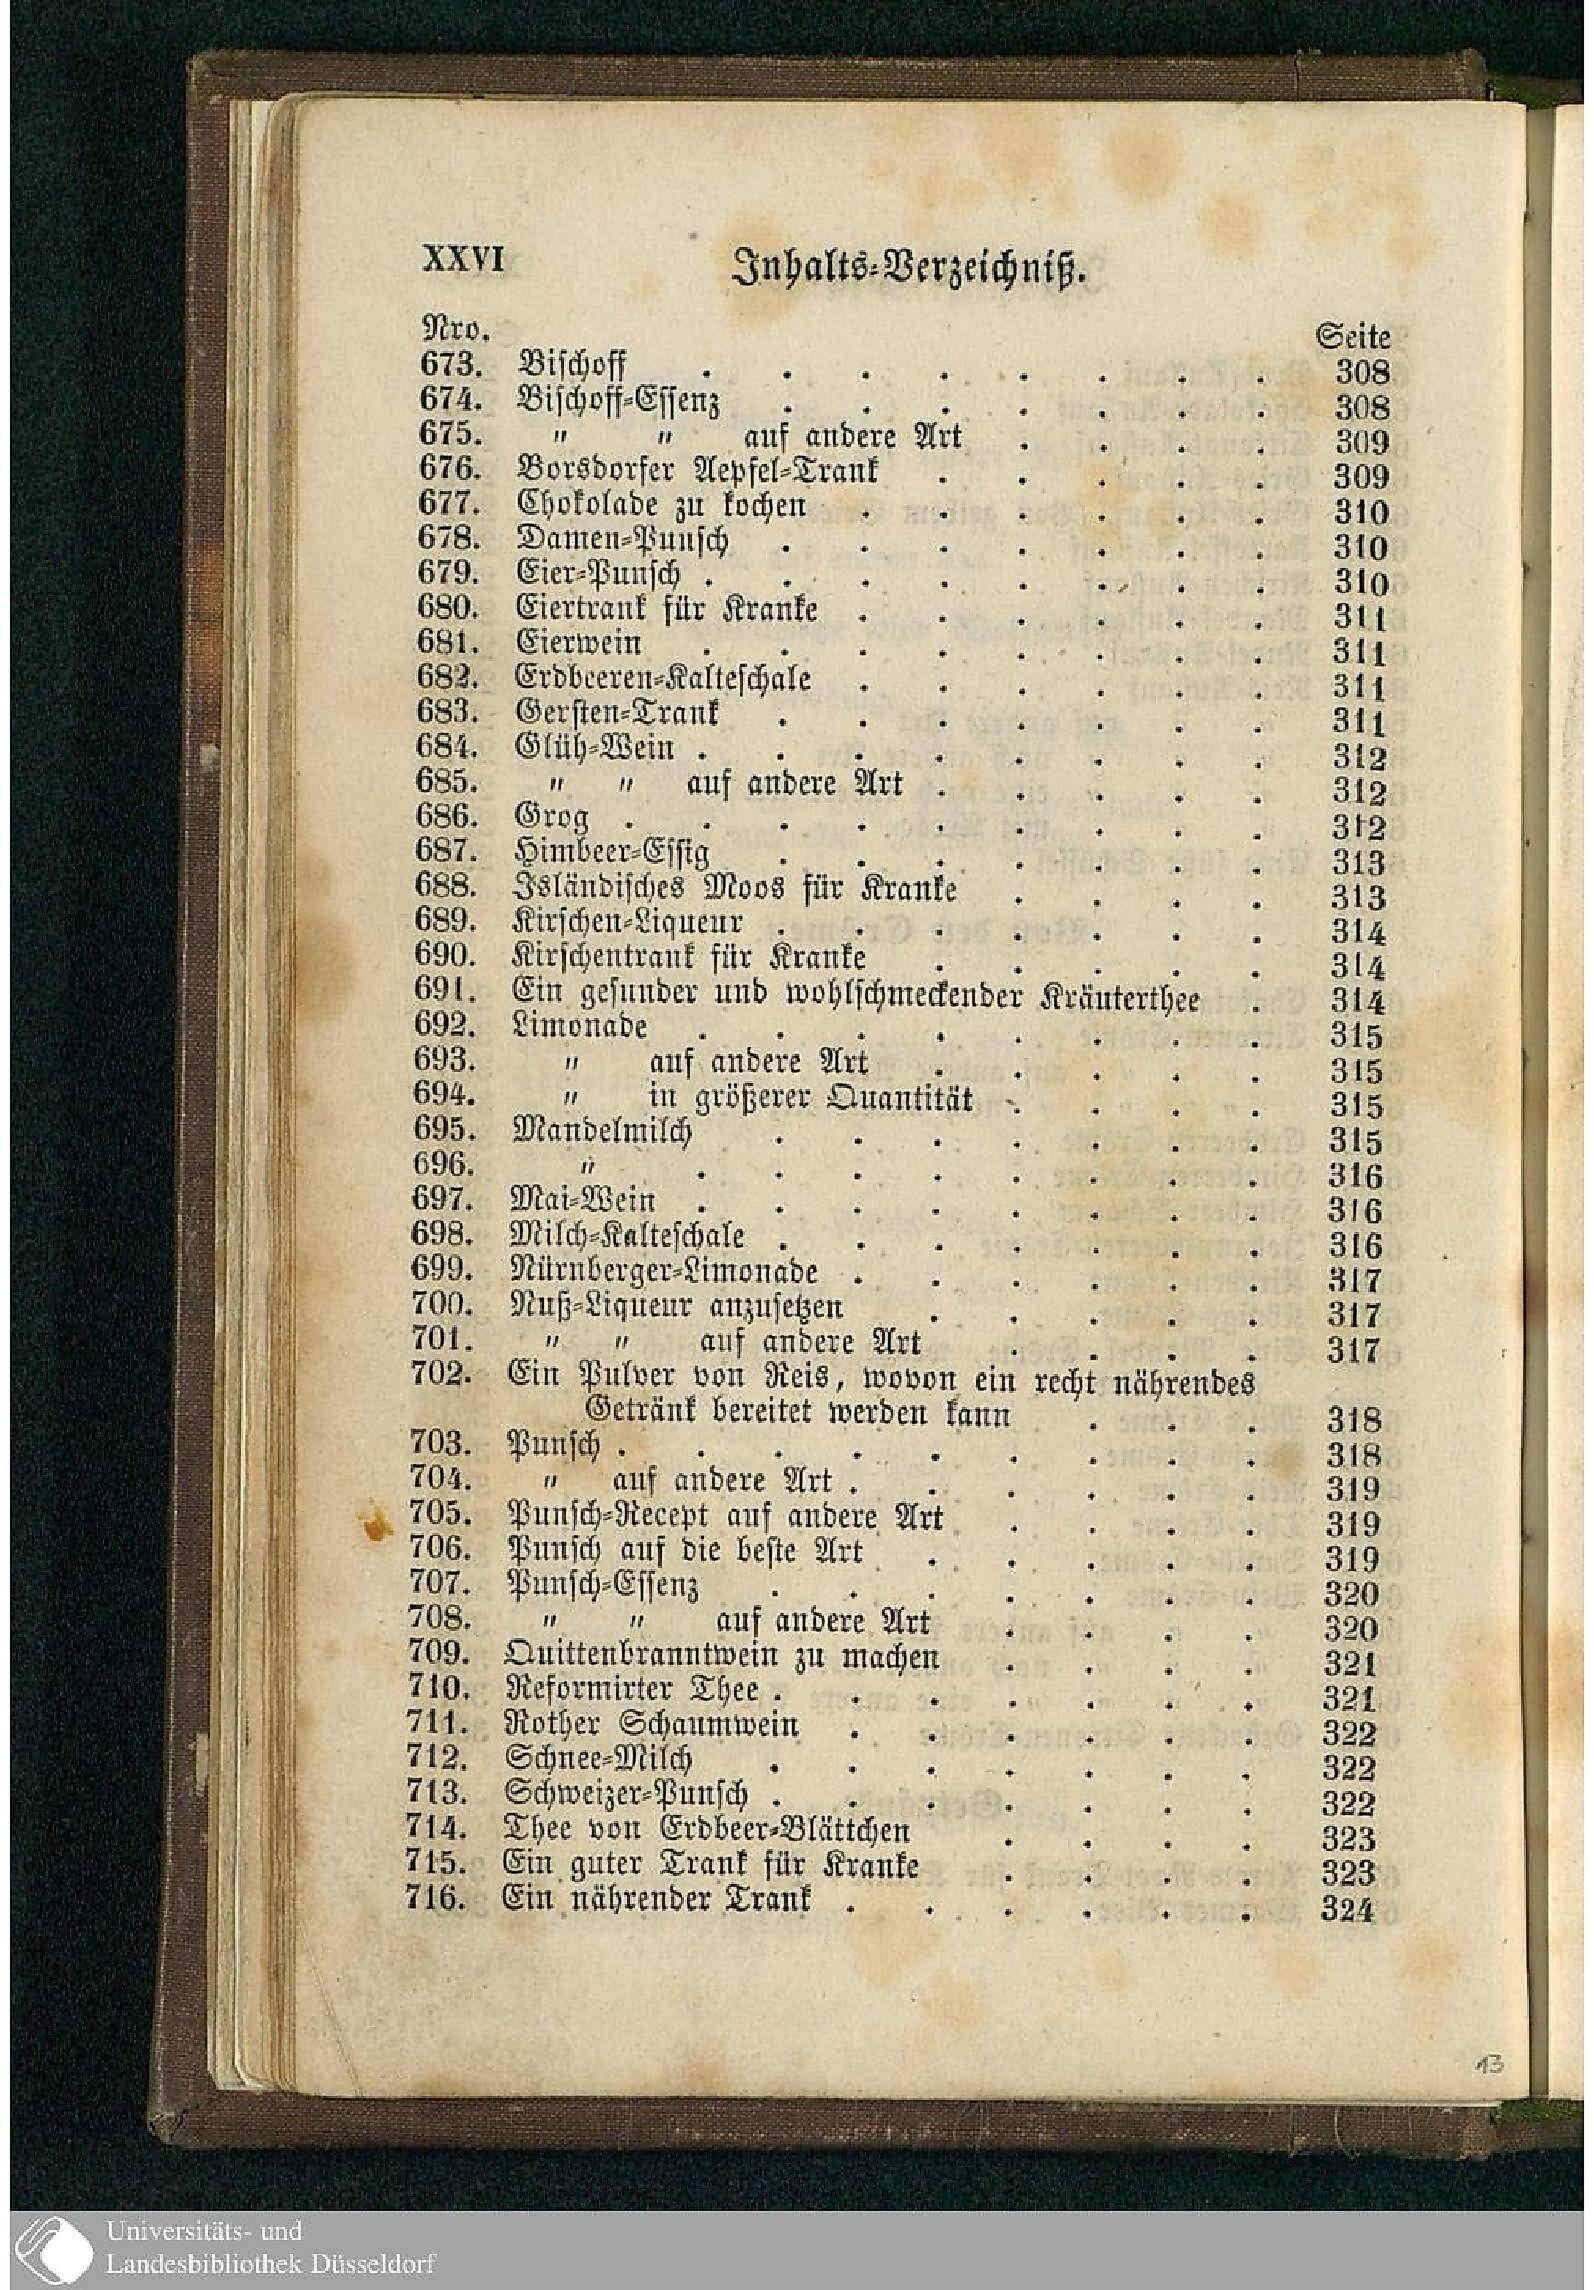 XXVI Inhalts-Verzeichniß.
Nro. Seite
673. Bischoff . . . . . . . . 308
674. Bischoff-Essenz . . . . . . . 308
675. " " auf andere Art . . . . 309
676. Borsdorfer Aepfel-Trank . . . . . 309
677. Chokolade zu kochen . . . . . . 310
678. Damen-Punsch . . . . . . . 310
679. Eier-Punsch . . . . . . . . 310
680. Eiertrank für Kranke . . . . . . 311
681. Eierwein . . . . . . . . 311
682. Erdbeeren-Kalteschale . . . . . . 311
683. Gersten-Trank . . . . . . . 311
684. Glüh-Wein . . . . . . . . 312
685. " " auf andere Art . . . . . 312
686. Grog . . . . . . . . . 312
687. Himbeer-Essig . . . . . . . 313
688. Isländisches Moos für Kranke . . . . 313
689. Kirschen-Liqueur . . . . . . . 314
690. Kirschentrank für Kranke . . . . . 314
691. Ein gesunder und wohlschmeckender Kräuterthee . 314
692. Limonade . . . . . . . . 315
693. " auf andere Art . . . . . 315
694. " in größerer Quantität . . . . 315
695. Mandelmilch . . . . . . . 315
696. " . . . . . . . . 316
697. Mai-Wein . . . . . . . . 316
698. Milch-Kalteschale . . . . . . . 316
699. Nürnberger-Limonade . . . . . . 317
700. Nuß-Liqueur anzusetzen . . . . . 317
701. " " auf andere Art . . . . 317
702. Ein Pulver von Reis, wovon ein recht nährendes
Getränk bereitet werden kann . . . 318
703. Punsch . . . . . . . . . 318
704. " auf andere Art . . . . . . 319
705. Punsch-Recept auf andere Art . . . . 319
706. Punsch auf die beste Art . . . . . 319
707. Punsch-Essenz . . . . . . . 320
708. " " auf andere Art . . . . 320
709. Quittenbranntwein zu machen . . . . 321
710. Reformirter Thee . . . . . . . 321
711. Rother Schaumwein . . . . . . 322
712. Schnee-Milch . . . . . . . 322
713. Schweizer-Punsch . . . . . . . 322
714. Thee von Erdbeer-Blättchen . . . . 323
715. Ein guter Trank für Kranke . . . . 323
716. Ein nährender Trank . . . . . . 324
13
Universitäts- und
Landesbibliothek Düsseldorf